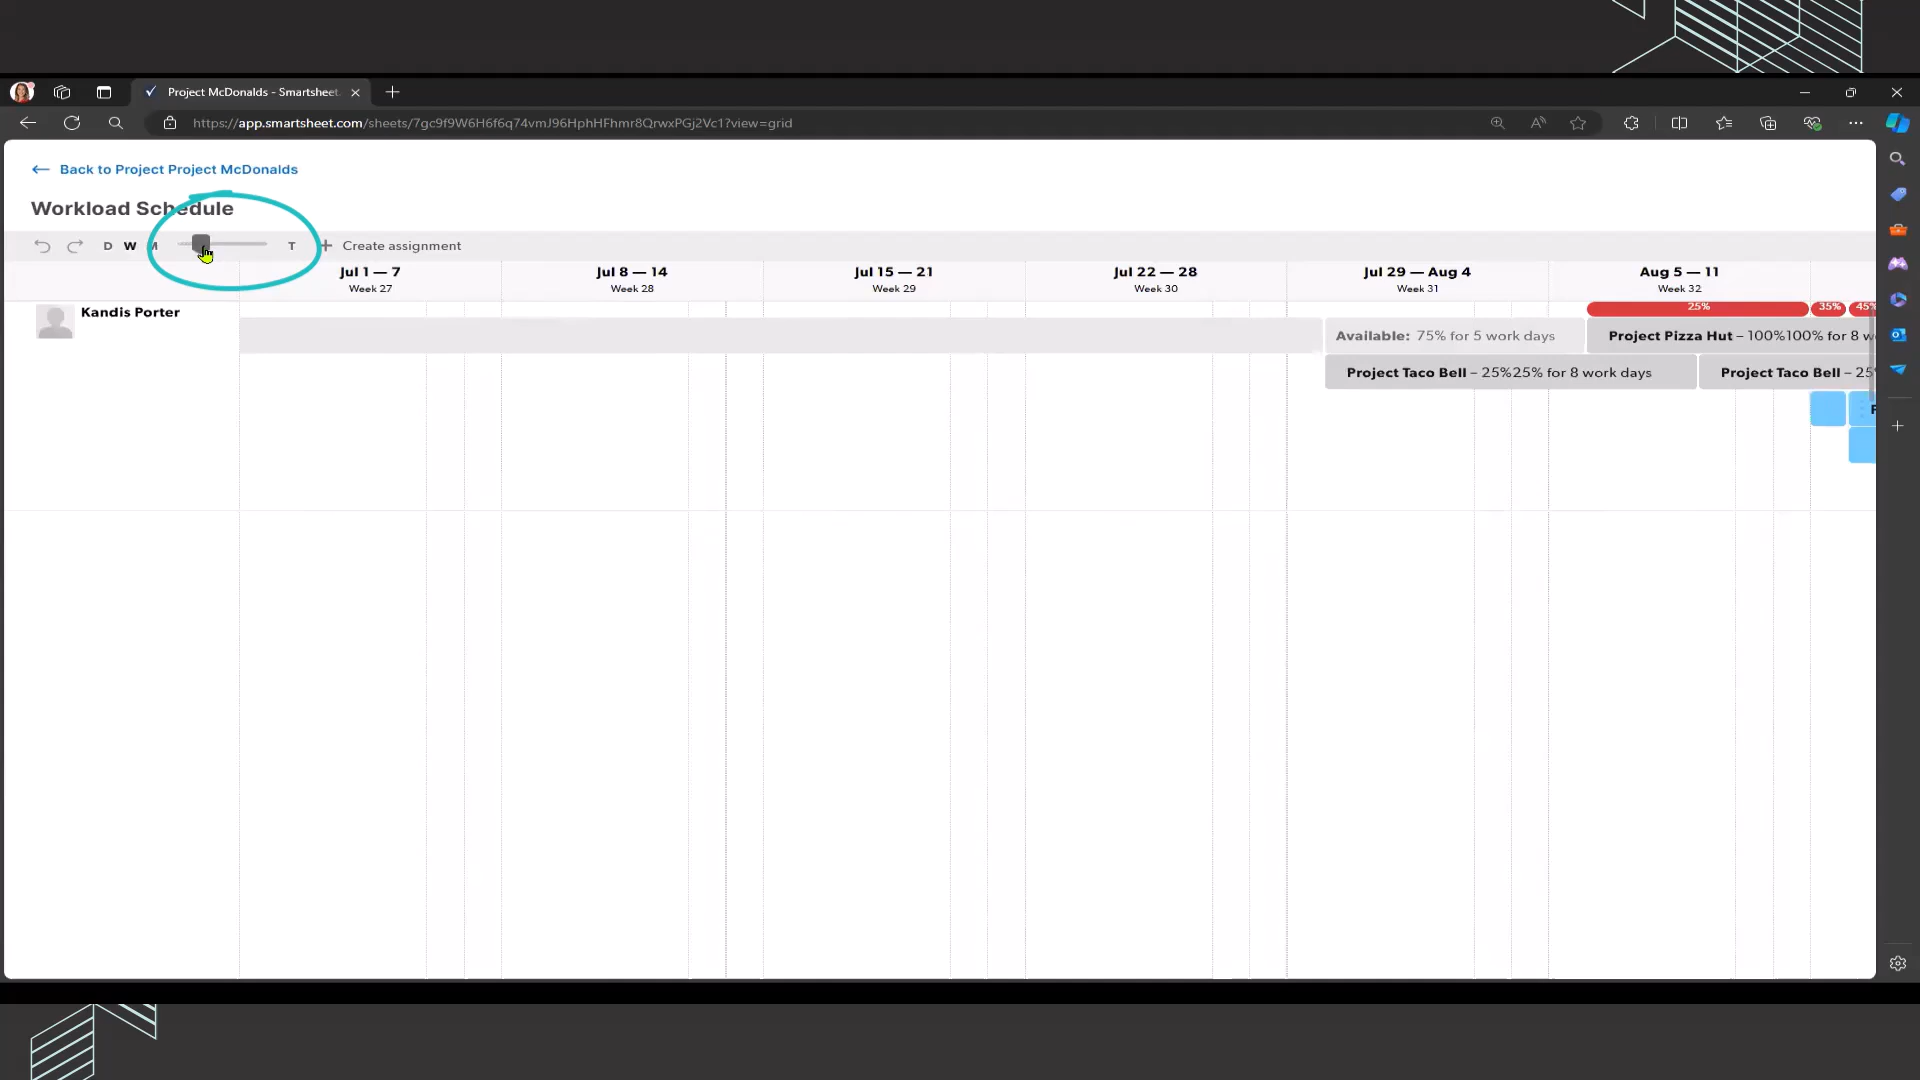 Project McDonalds - Smartsheet.
https://app.smartsheet.com/sheets/7gc9f9W6H6f6q74vmJ96HphHFhmr8QrwxPGj2Vc1?view=grid
Back to Project Project McDonalds
Workload Schedule
D W M T + Create assignment
Jul 1 — 7 Jul 8 — 14 Jul 15 — 21 Jul 22 — 28 Jul 29 — Aug 4 Aug 5 — 11
Week 27 Week 28 Week 29 Week 30 Week 31 Week 32
Kandis Porter 25% 35% 45%
Available: 75% for 5 work days Project Pizza Hut – 100%100% for 8 w
Project Taco Bell – 25%25% for 8 work days Project Taco Bell – 25